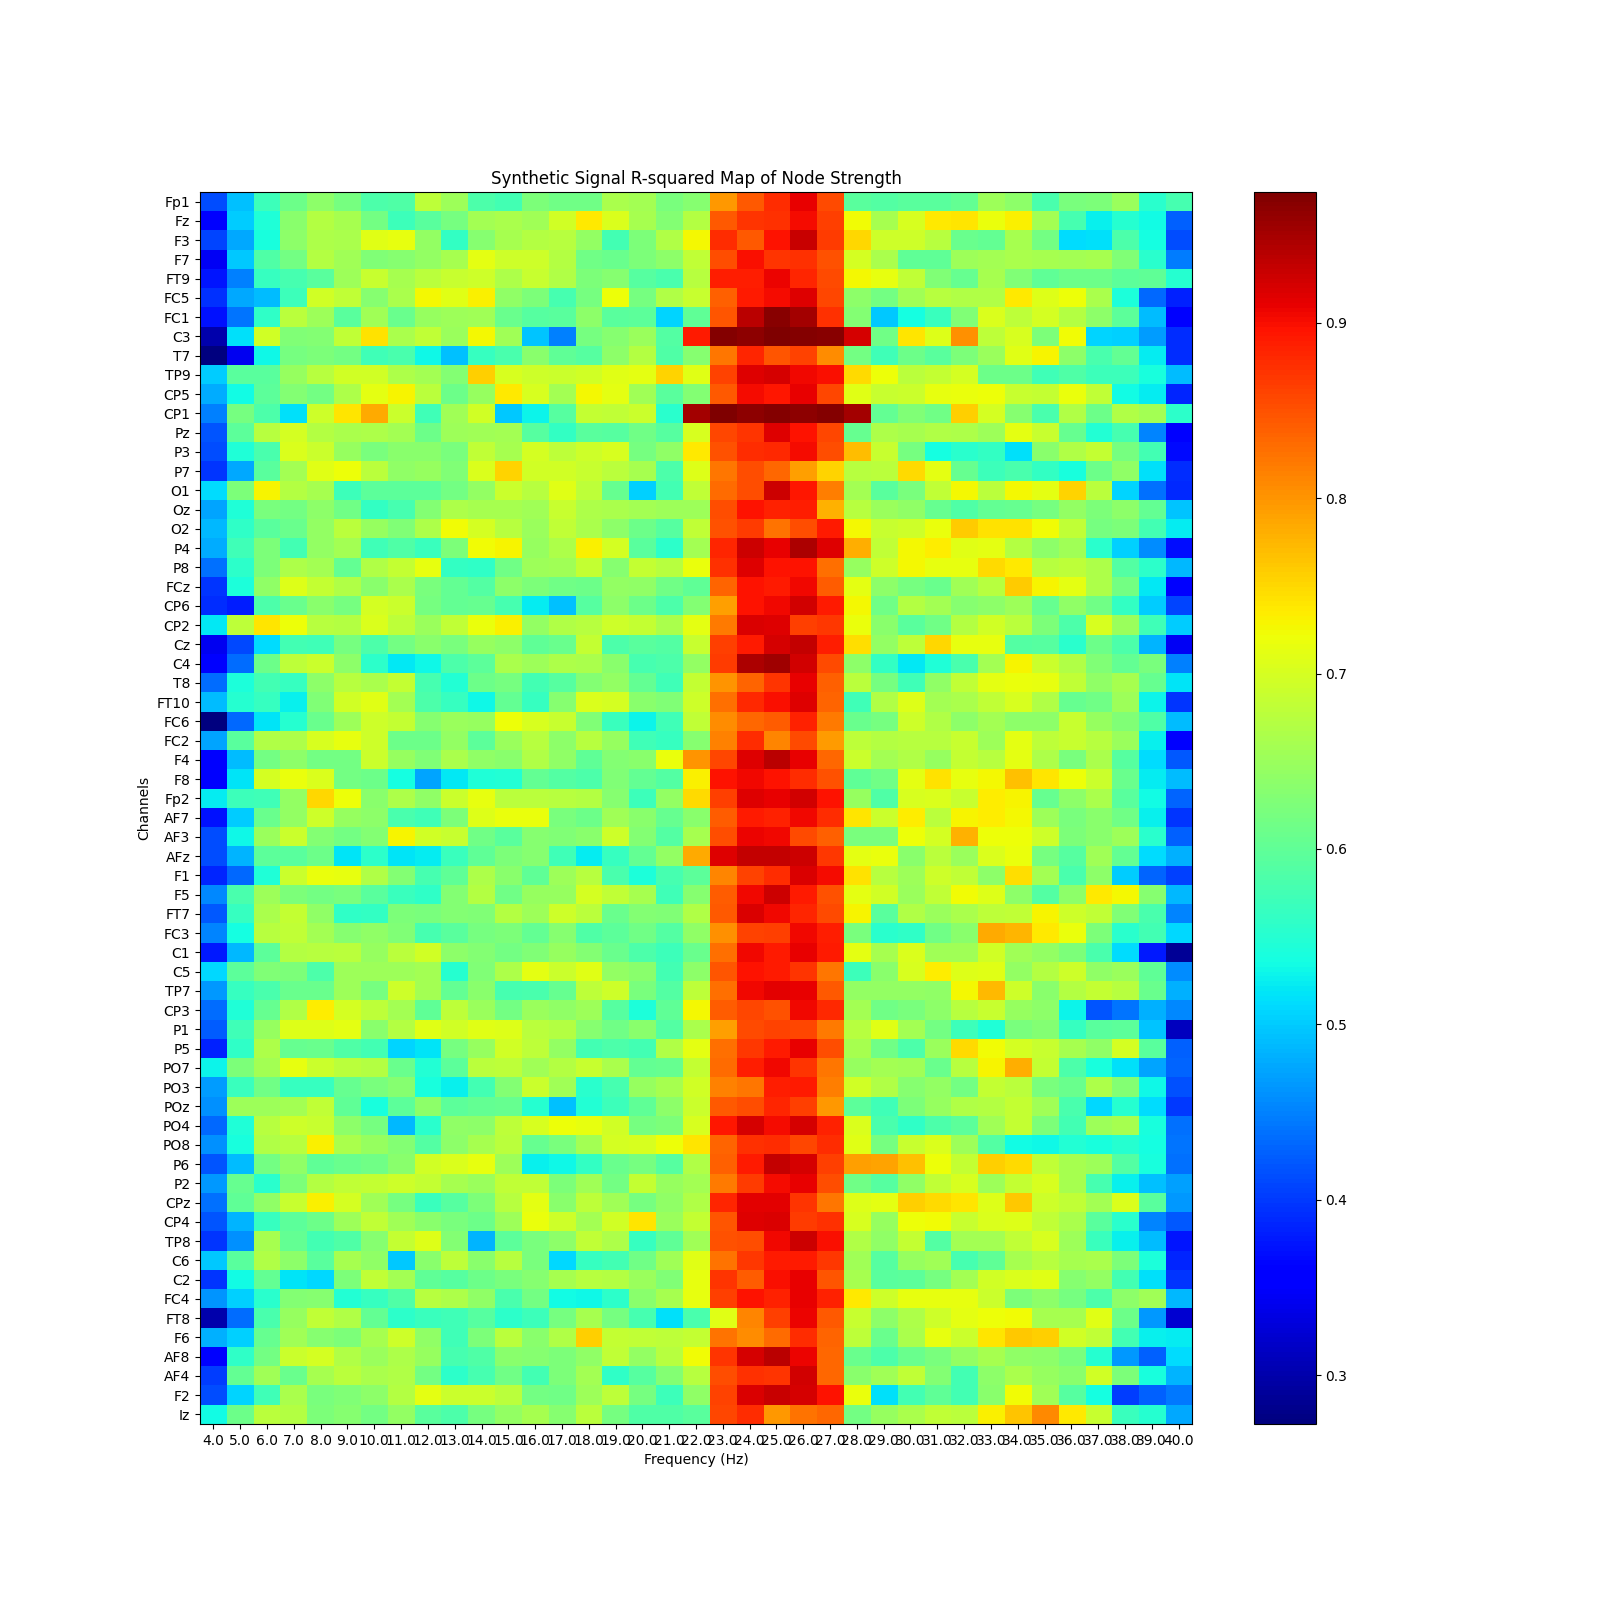 Synthetic Signal R-squared Map of Node Strength
Fp1
Fz
F3
F7
FT9
FC5
FC1
C3
T7
TP9
CP5
CP1
Pz
P3
P7
O1
Oz
O2
P4
P8
FCz
CP6
CP2
Cz
C4
T8
FT10
FC6
FC2
F4
F8
Fp2
AF7
AF3
AFz
F1
F5
FT7
FC3
C1
C5
TP7
CP3
P1
P5
PO7
PO3
POz
PO4
PO8
P6
P2
CPz
CP4
TP8
C6
C2
FC4
FT8
F6
AF8
AF4
F2
Iz
Channels
4.0 5.0 6.0 7.0 8.0 9.0 10.0 11.0 12.0 13.0 14.0 15.0 16.0 17.0 18.0 19.0 20.0 21.0 22.0 23.0 24.0 25.0 26.0 27.0 28.0 29.0 30.0 31.0 32.0 33.0 34.0 35.0 36.0 37.0 38.0 39.0 40.0
Frequency (Hz)
0.9
0.8
0.7
0.6
0.5
0.4
0.3